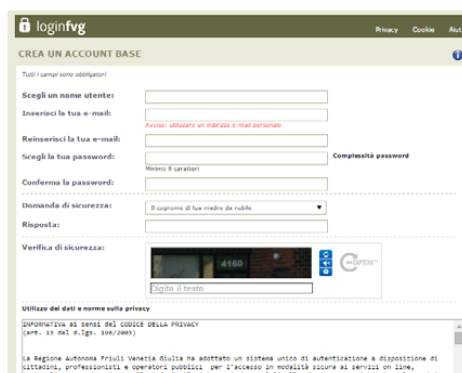 loginfvg
Privacy Cookie Aiut
CREA UN ACCOUNT BASE
Tutti i campi sono obbligatori
Scegli un nome utente:
Inserisci la tua e-mail:
Avviso: utilizzare un indirizzo e-mail personale
Reinserisci la tua e-mail:
Scegli la tua password:
Complessità password
Minimo 8 caratteri
Conferma la password:
Domanda di sicurezza:
Il cognome di tua madre da nubile
Risposta:
Verifica di sicurezza:
4160
Digita il testo
Utilizzo dei dati e norme sulla privacy
INFORMATIVA ai sensi del CODICE DELLA PRIVACY
(art. 13 del d.lgs. 196/2003)
La Regione Autonoma Friuli Venezia Giulia ha adottato un sistema unico di autenticazione a disposizione di
cittadini, professionisti e operatori pubblici per l'accesso in modalità sicura ai servizi on line,